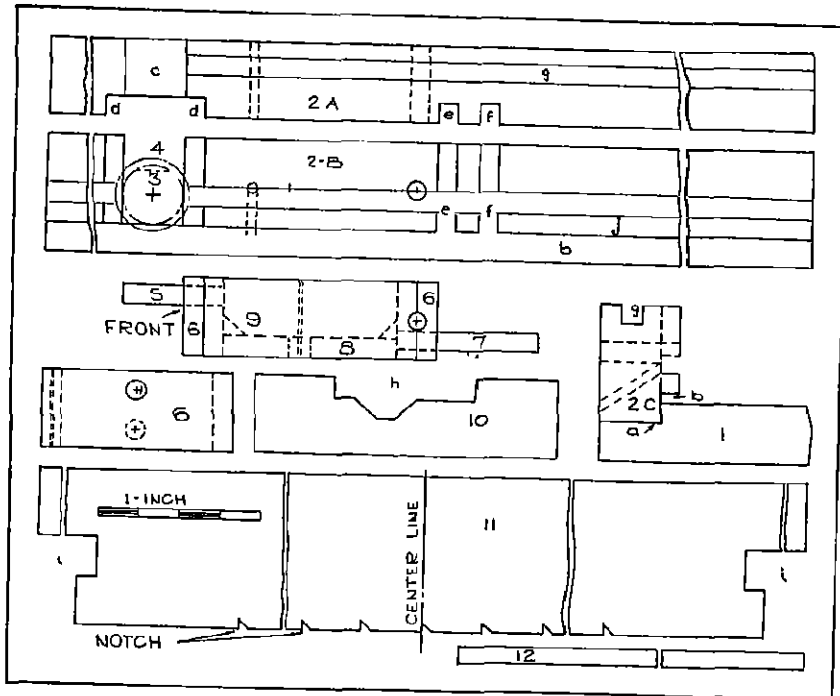 c
g
d
d
2 A
e
f
4
3
2-B
e
f
J
b
5
6
FRONT
6
9
8
7
g
h
6
10
2C
b
a
1
1-INCH
CENTER LINE
11
i
i
NOTCH
12